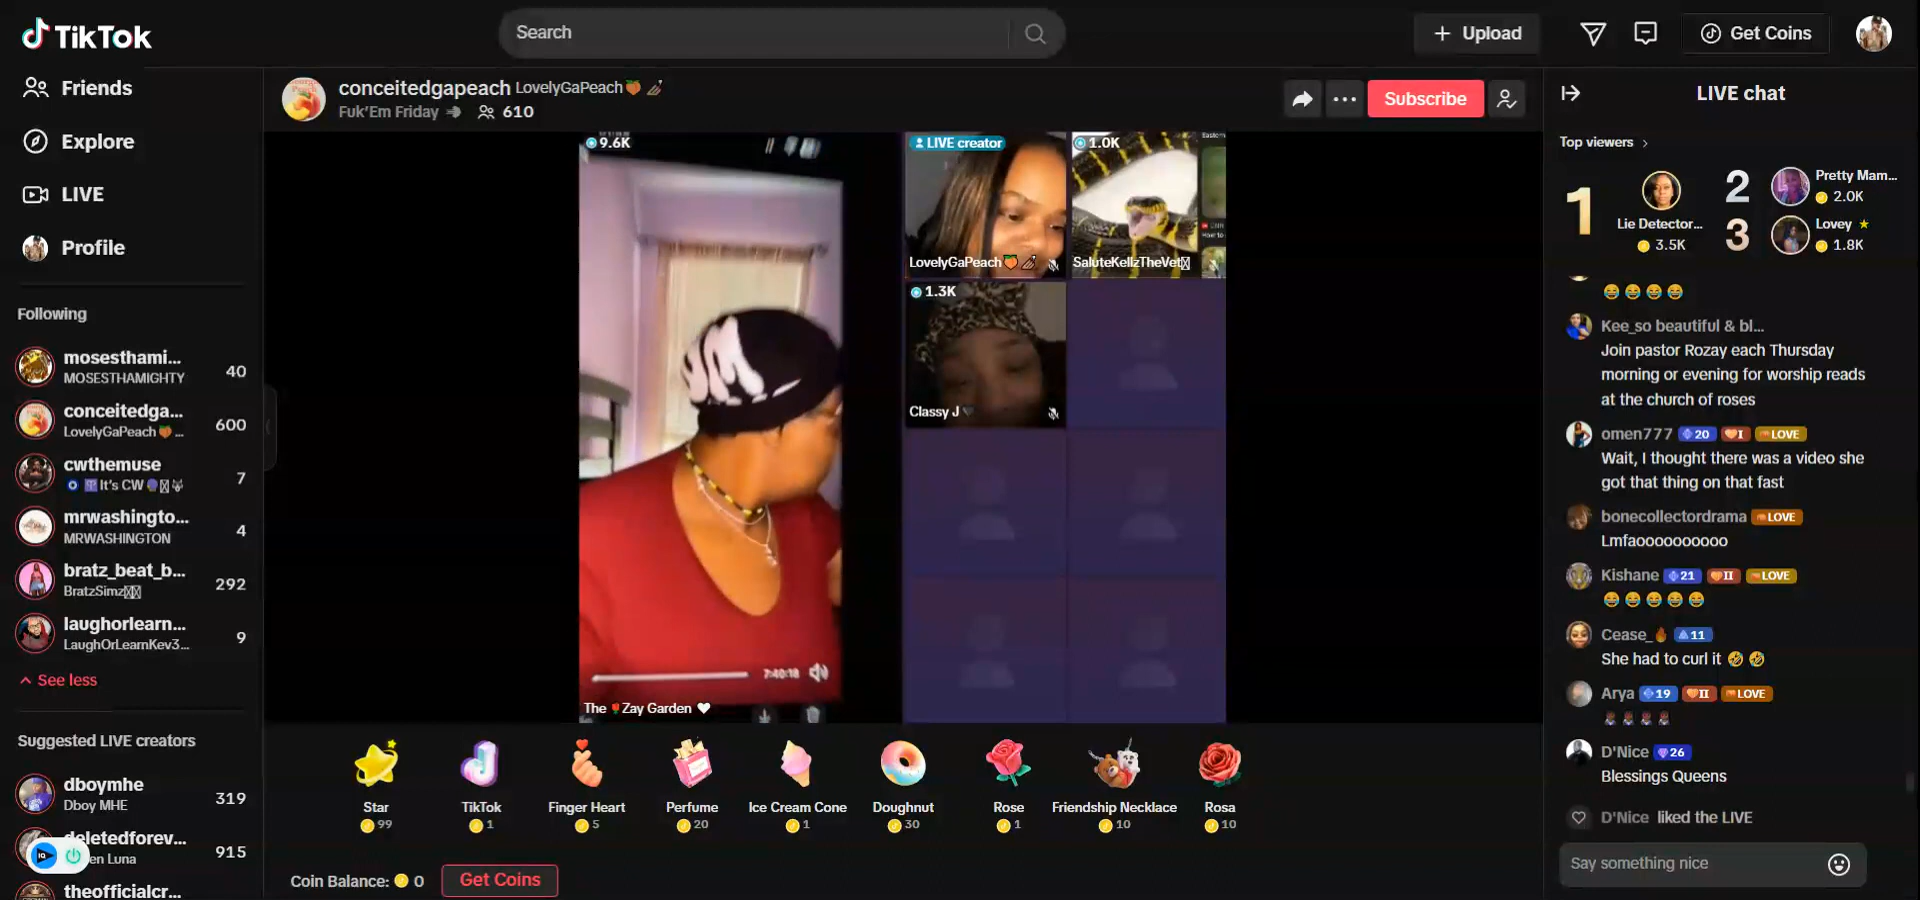 TikTok
Search
Upload
Get Coins
Friends
Explore
LIVE
Profile
Following
mosesthami...
MOSESTHAMIGHTY
40
conceitedga...
LovelyGaPeach🍑...
600
cwthemuse
It's CW
7
mrwashingto...
MRWASHINGTON
4
bratz_beat_b...
BratzSimz
292
laughorlearn...
LaughOrLearnKev3...
9
See less
Suggested LIVE creators
dboymhe
Dboy MHE
319
deletedforev...
en Luna
915
theofficialcr...
conceitedgapeach LovelyGaPeach🍑
Fuk'Em Friday 610
Subscribe
9.6K
LIVE creator
1.0K
LovelyGaPeach🍑
SaluteKellzTheVet
1.3K
Classy J
7:40:18
The 🌹Zay Garden
Star
99
TikTok
1
Finger Heart
5
Perfume
20
Ice Cream Cone
1
Doughnut
30
Rose
1
Friendship Necklace
10
Rosa
10
Coin Balance: 0
Get Coins
LIVE chat
Top viewers
1
Lie Detector...
3.5K
2
Pretty Mam...
2.0K
3
Lovey
1.8K
😂😂😂😂
Kee_so beautiful & bl...
Join pastor Rozay each Thursday
morning or evening for worship reads
at the church of roses
omen777 20 I LOVE
Wait, I thought there was a video she
got that thing on that fast
bonecollectordrama LOVE
Lmfaoooooooooo
Kishane 21 II LOVE
😂😂😂😂😂
Cease_🔥 11
She had to curl it 🤣🤣
Arya 19 II LOVE
D'Nice 26
Blessings Queens
D'Nice liked the LIVE
Say something nice